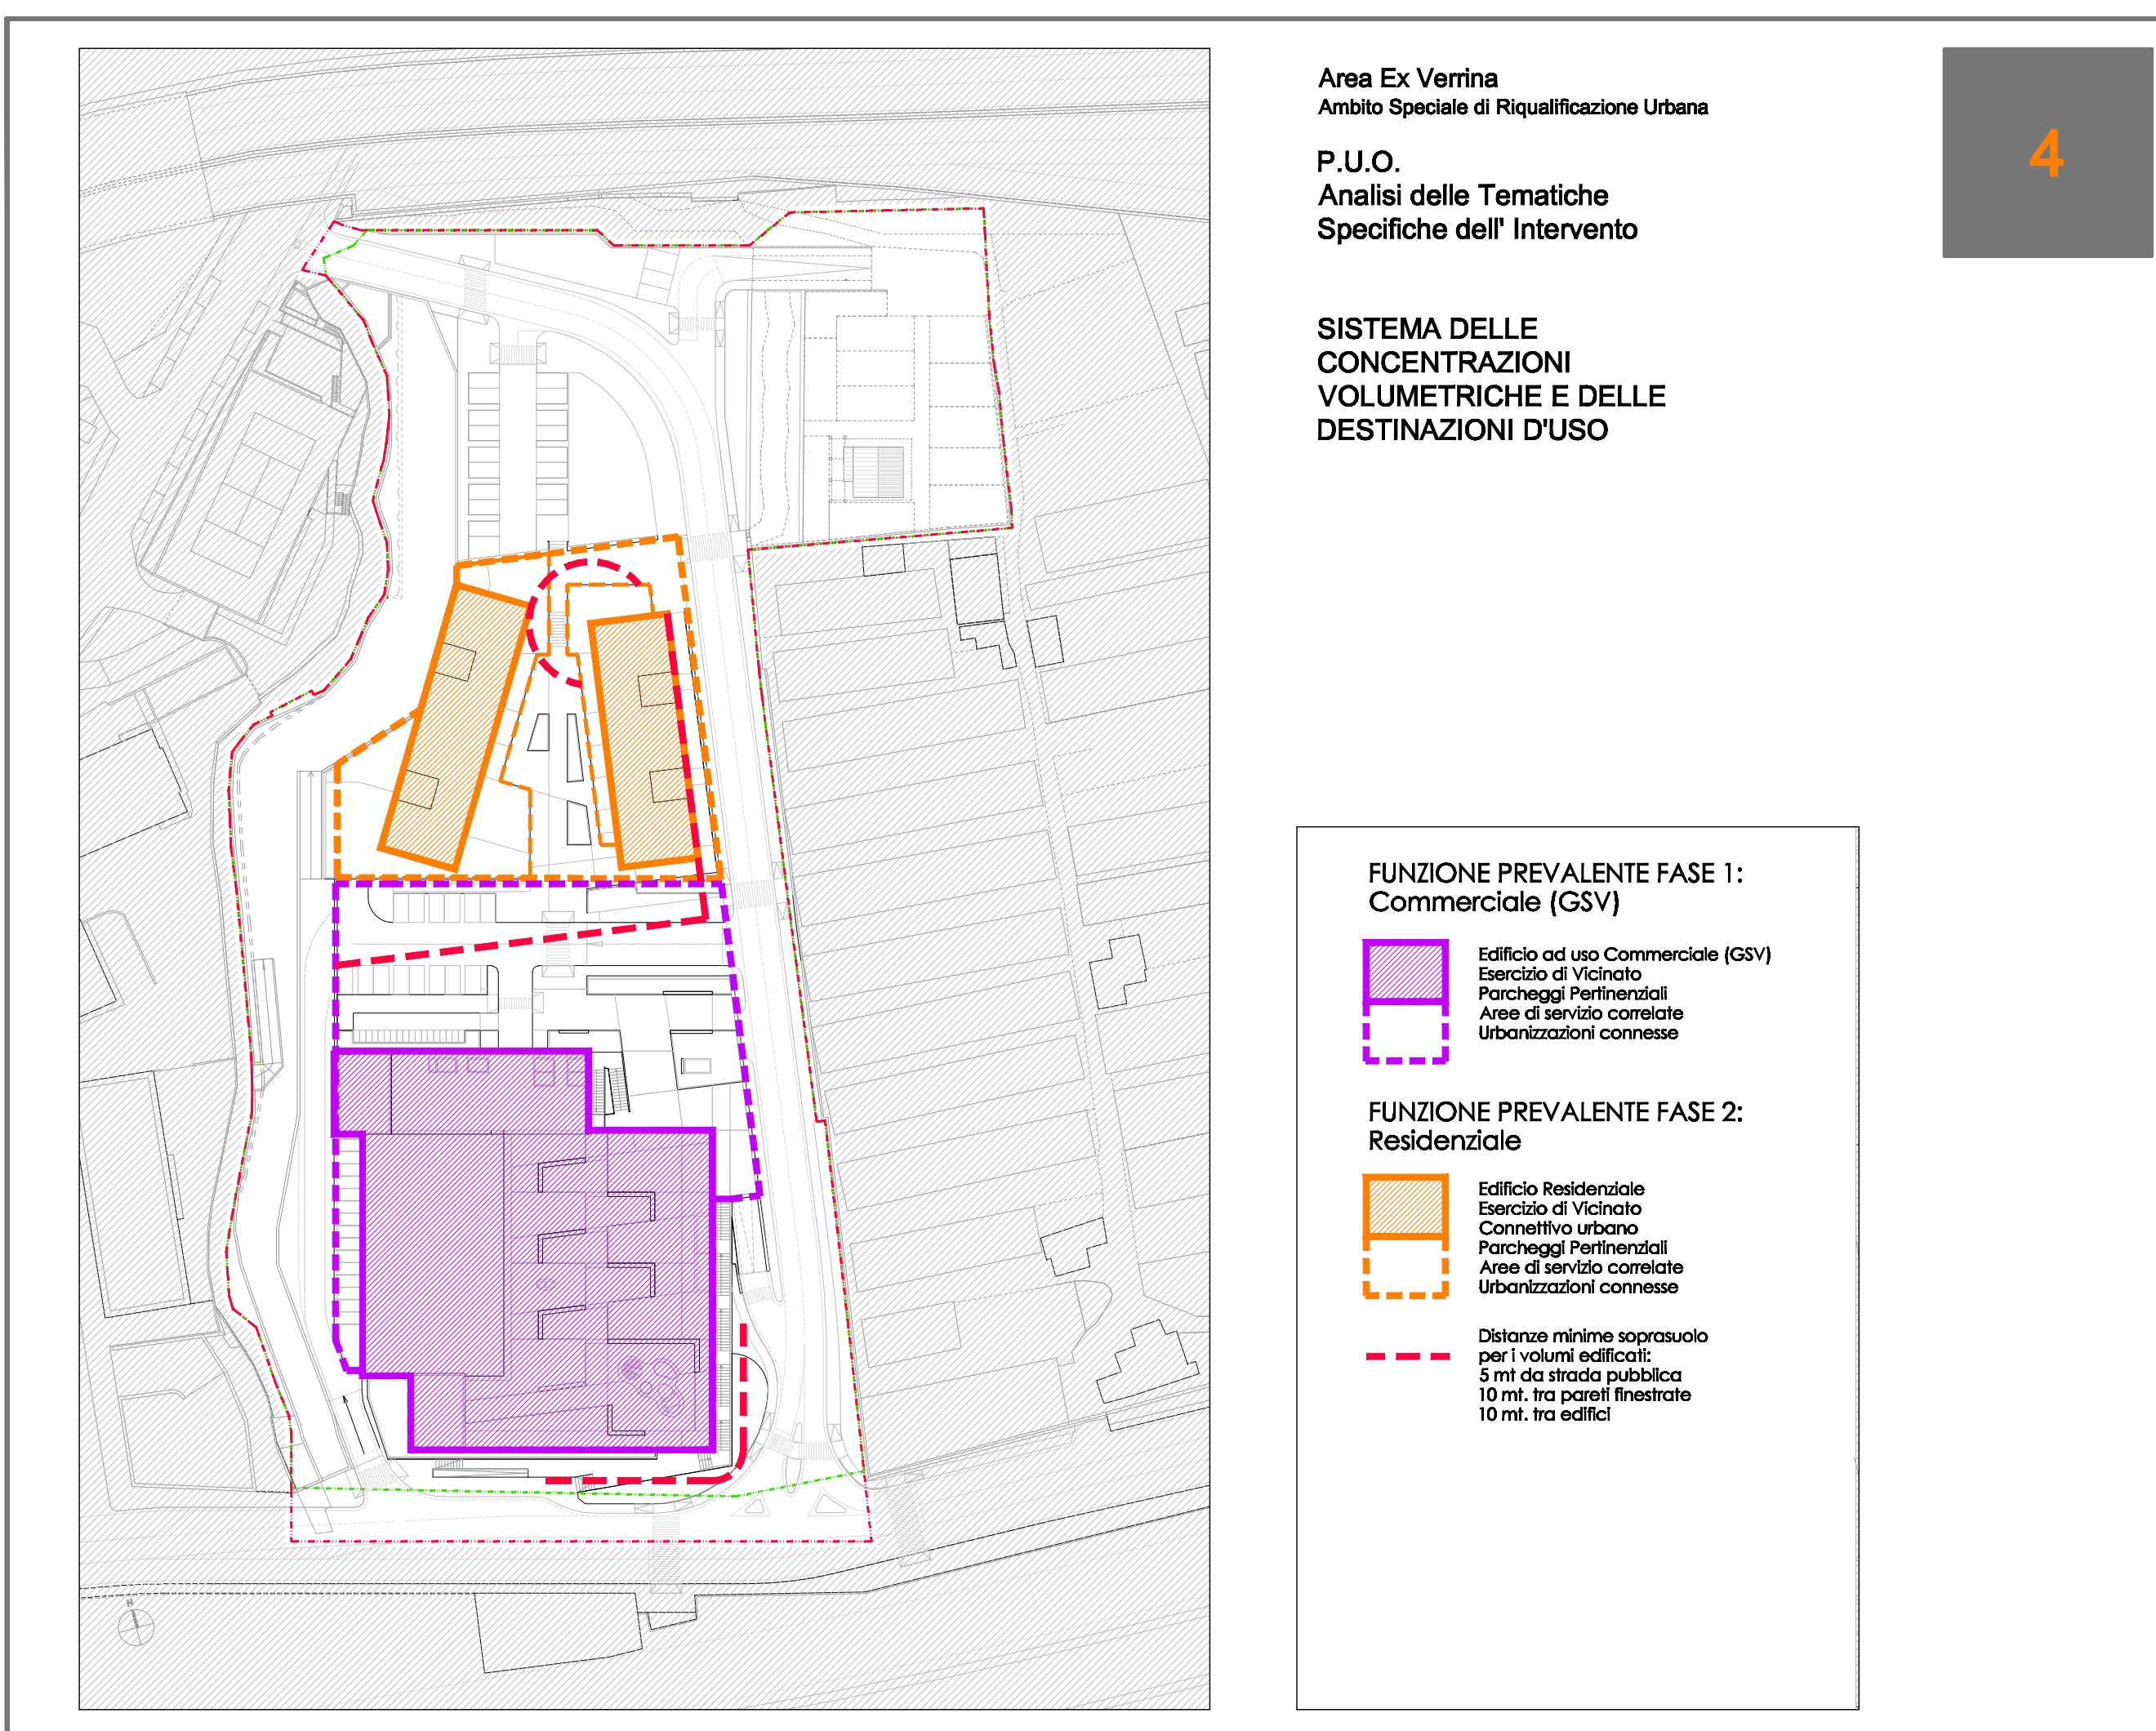 Area Ex Verrina
Ambito Speciale di Riqualificazione Urbana
P.U.O.
Analisi delle Tematiche
Specifiche dell' Intervento
SISTEMA DELLE
CONCENTRAZIONI
VOLUMETRICHE E DELLE
DESTINAZIONI D'USO
4
FUNZIONE PREVALENTE FASE 1:
Commerciale (GSV)
Edificio ad uso Commerciale (GSV)
Esercizio di Vicinato
Parcheggi Pertinenziali
Aree di servizio correlate
Urbanizzazioni connesse
FUNZIONE PREVALENTE FASE 2:
Residenziale
Edificio Residenziale
Esercizio di Vicinato
Connettivo urbano
Parcheggi Pertinenziali
Aree di servizio correlate
Urbanizzazioni connesse
Distanze minime soprasuolo
per i volumi edificati:
5 mt da strada pubblica
10 mt. tra pareti finestrate
10 mt. tra edifici
N